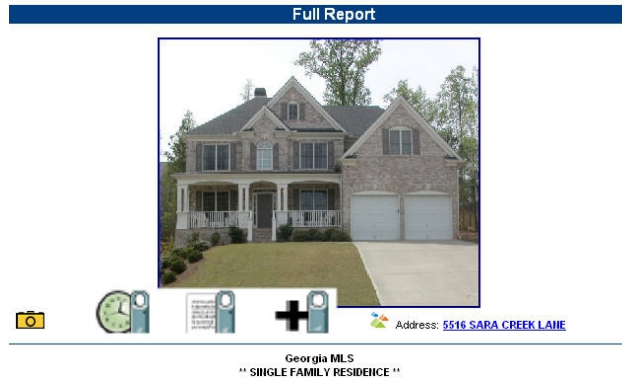 Full Report
Address: 5516 SARA CREEK LANE
Georgia MLS
** SINGLE FAMILY RESIDENCE **